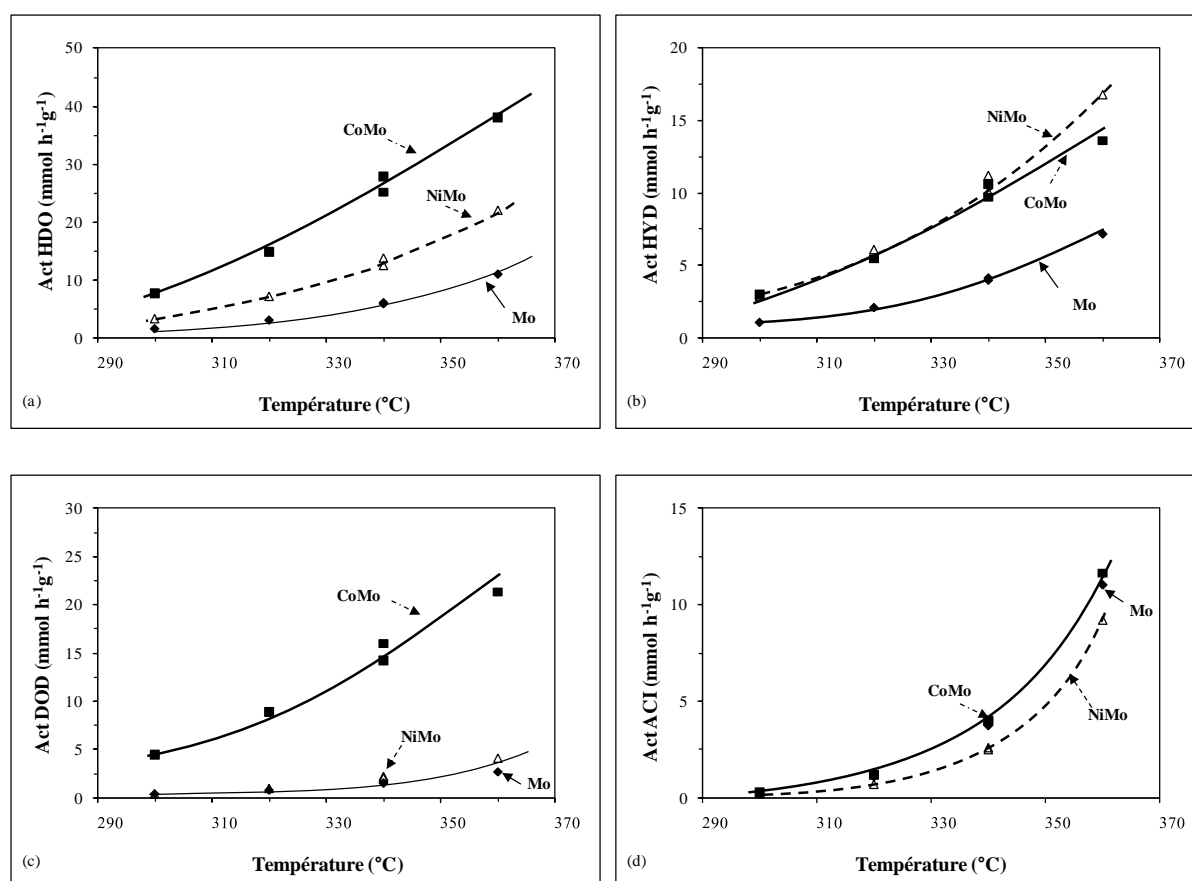 50
40
30
20
10
0
290 310 330 350 370
Act HDO (mmol h⁻¹g⁻¹)
Température (°C)
CoMo
NiMo
Mo
(a)
20
15
10
5
0
290 310 330 350 370
Act HYD (mmol h⁻¹g⁻¹)
Température (°C)
NiMo
CoMo
Mo
(b)
30
25
20
15
10
5
0
290 310 330 350 370
Act DOD (mmol h⁻¹g⁻¹)
Température (°C)
CoMo
NiMo
Mo
(c)
15
10
5
0
290 310 330 350 370
Act ACI (mmol h⁻¹g⁻¹)
Température (°C)
Mo
CoMo
NiMo
(d)